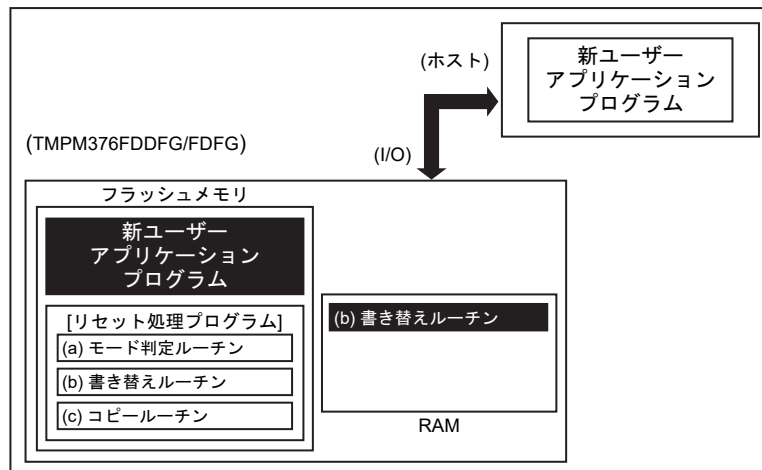 (ホスト)
新ユーザー
アプリケーション
プログラム
(TMPM376FDDFG/FDFG)
(I/O)
フラッシュメモリ
新ユーザー
アプリケーション
プログラム
[リセット処理プログラム]
(a) モード判定ルーチン
(b) 書き替えルーチン
(c) コピールーチン
(b) 書き替えルーチン
RAM